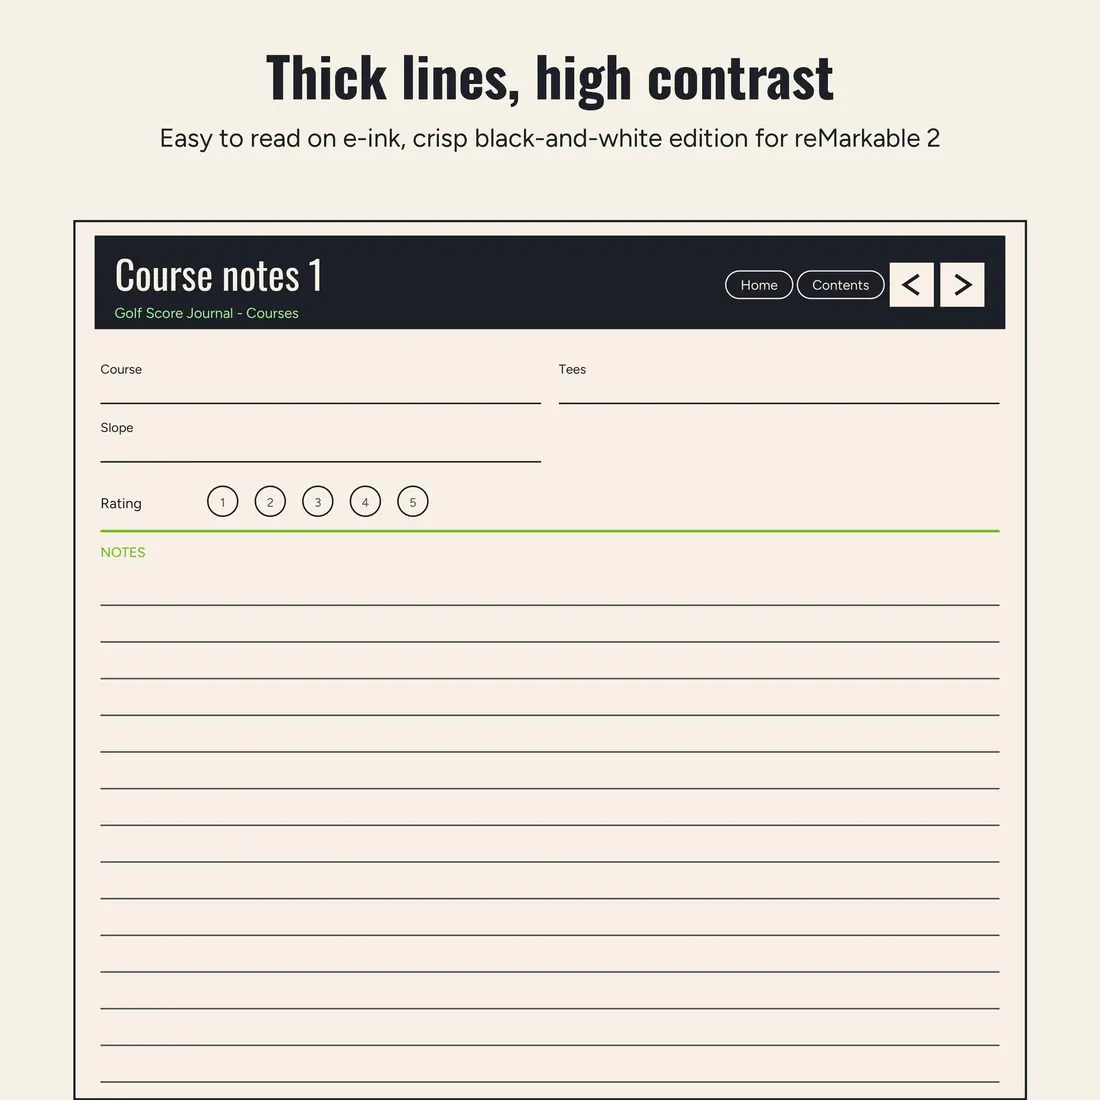 Thick lines, high contrast
Easy to read on e-ink, crisp black-and-white edition for reMarkable 2
Course notes 1
Golf Score Journal - Courses
Home
Contents
<
>
Course
Tees
Slope
Rating 1 2 3 4 5
NOTES